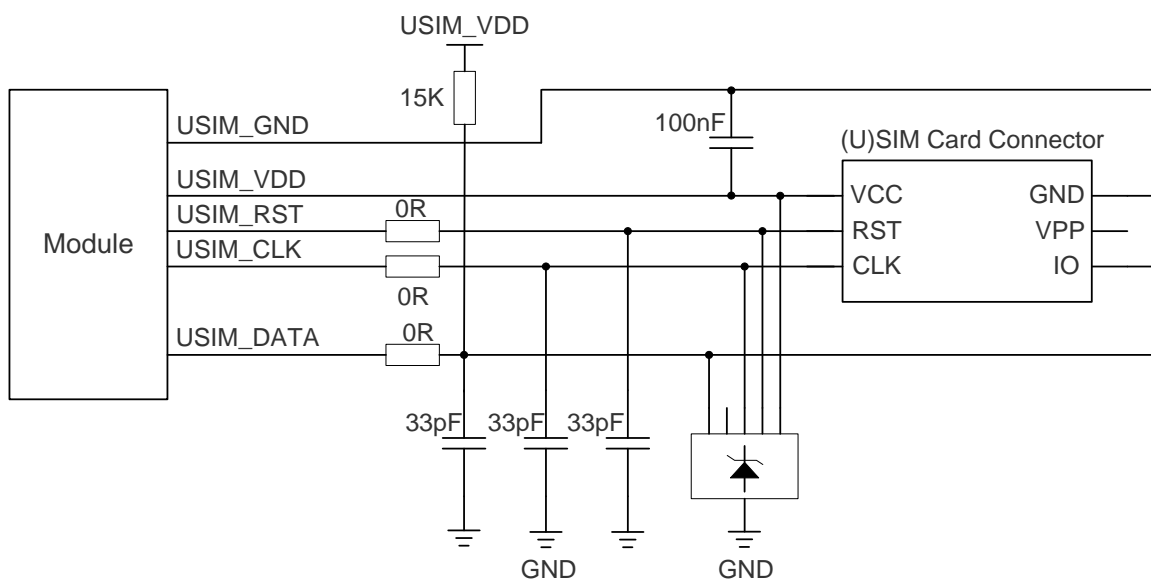 USIM_VDD
15K
100nF
(U)SIM Card Connector
USIM_GND
USIM_VDD
VCC
GND
USIM_RST
0R
RST
VPP
Module
USIM_CLK
CLK
IO
0R
USIM_DATA
0R
33pF
33pF
33pF
GND
GND